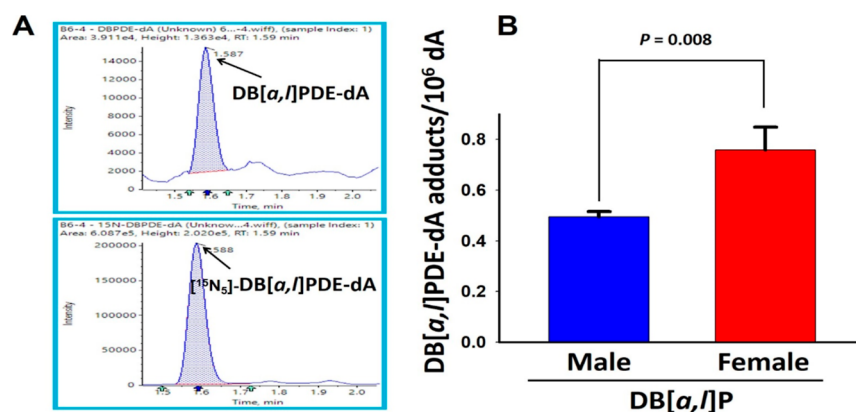 A
B6-4 - DBPDE-dA (Unknown) 6...-4.wiff), (sample Index: 1)
Area: 3.911e4, Height: 1.363e4, RT: 1.59 min
1.587
DB[a,l]PDE-dA
Intensity
14000
12000
10000
8000
6000
4000
2000
0
1.5 1.6 1.7 1.8 1.9 2.0
Time, min
B6-4 - 15N-DBPDE-dA (Unknow...4.wiff), (sample Index: 1)
Area: 6.087e5, Height: 2.020e5, RT: 1.59 min
.588
[15N5]-DB[a,l]PDE-dA
Intensity
200000
150000
100000
50000
0
1.5 1.6 1.7 1.8 1.9 2.0
Time, min
B
P = 0.008
DB[a,l]PDE-dA adducts/10⁶ dA
0.8
0.6
0.4
0.2
0.0
Male Female
DB[a,l]P